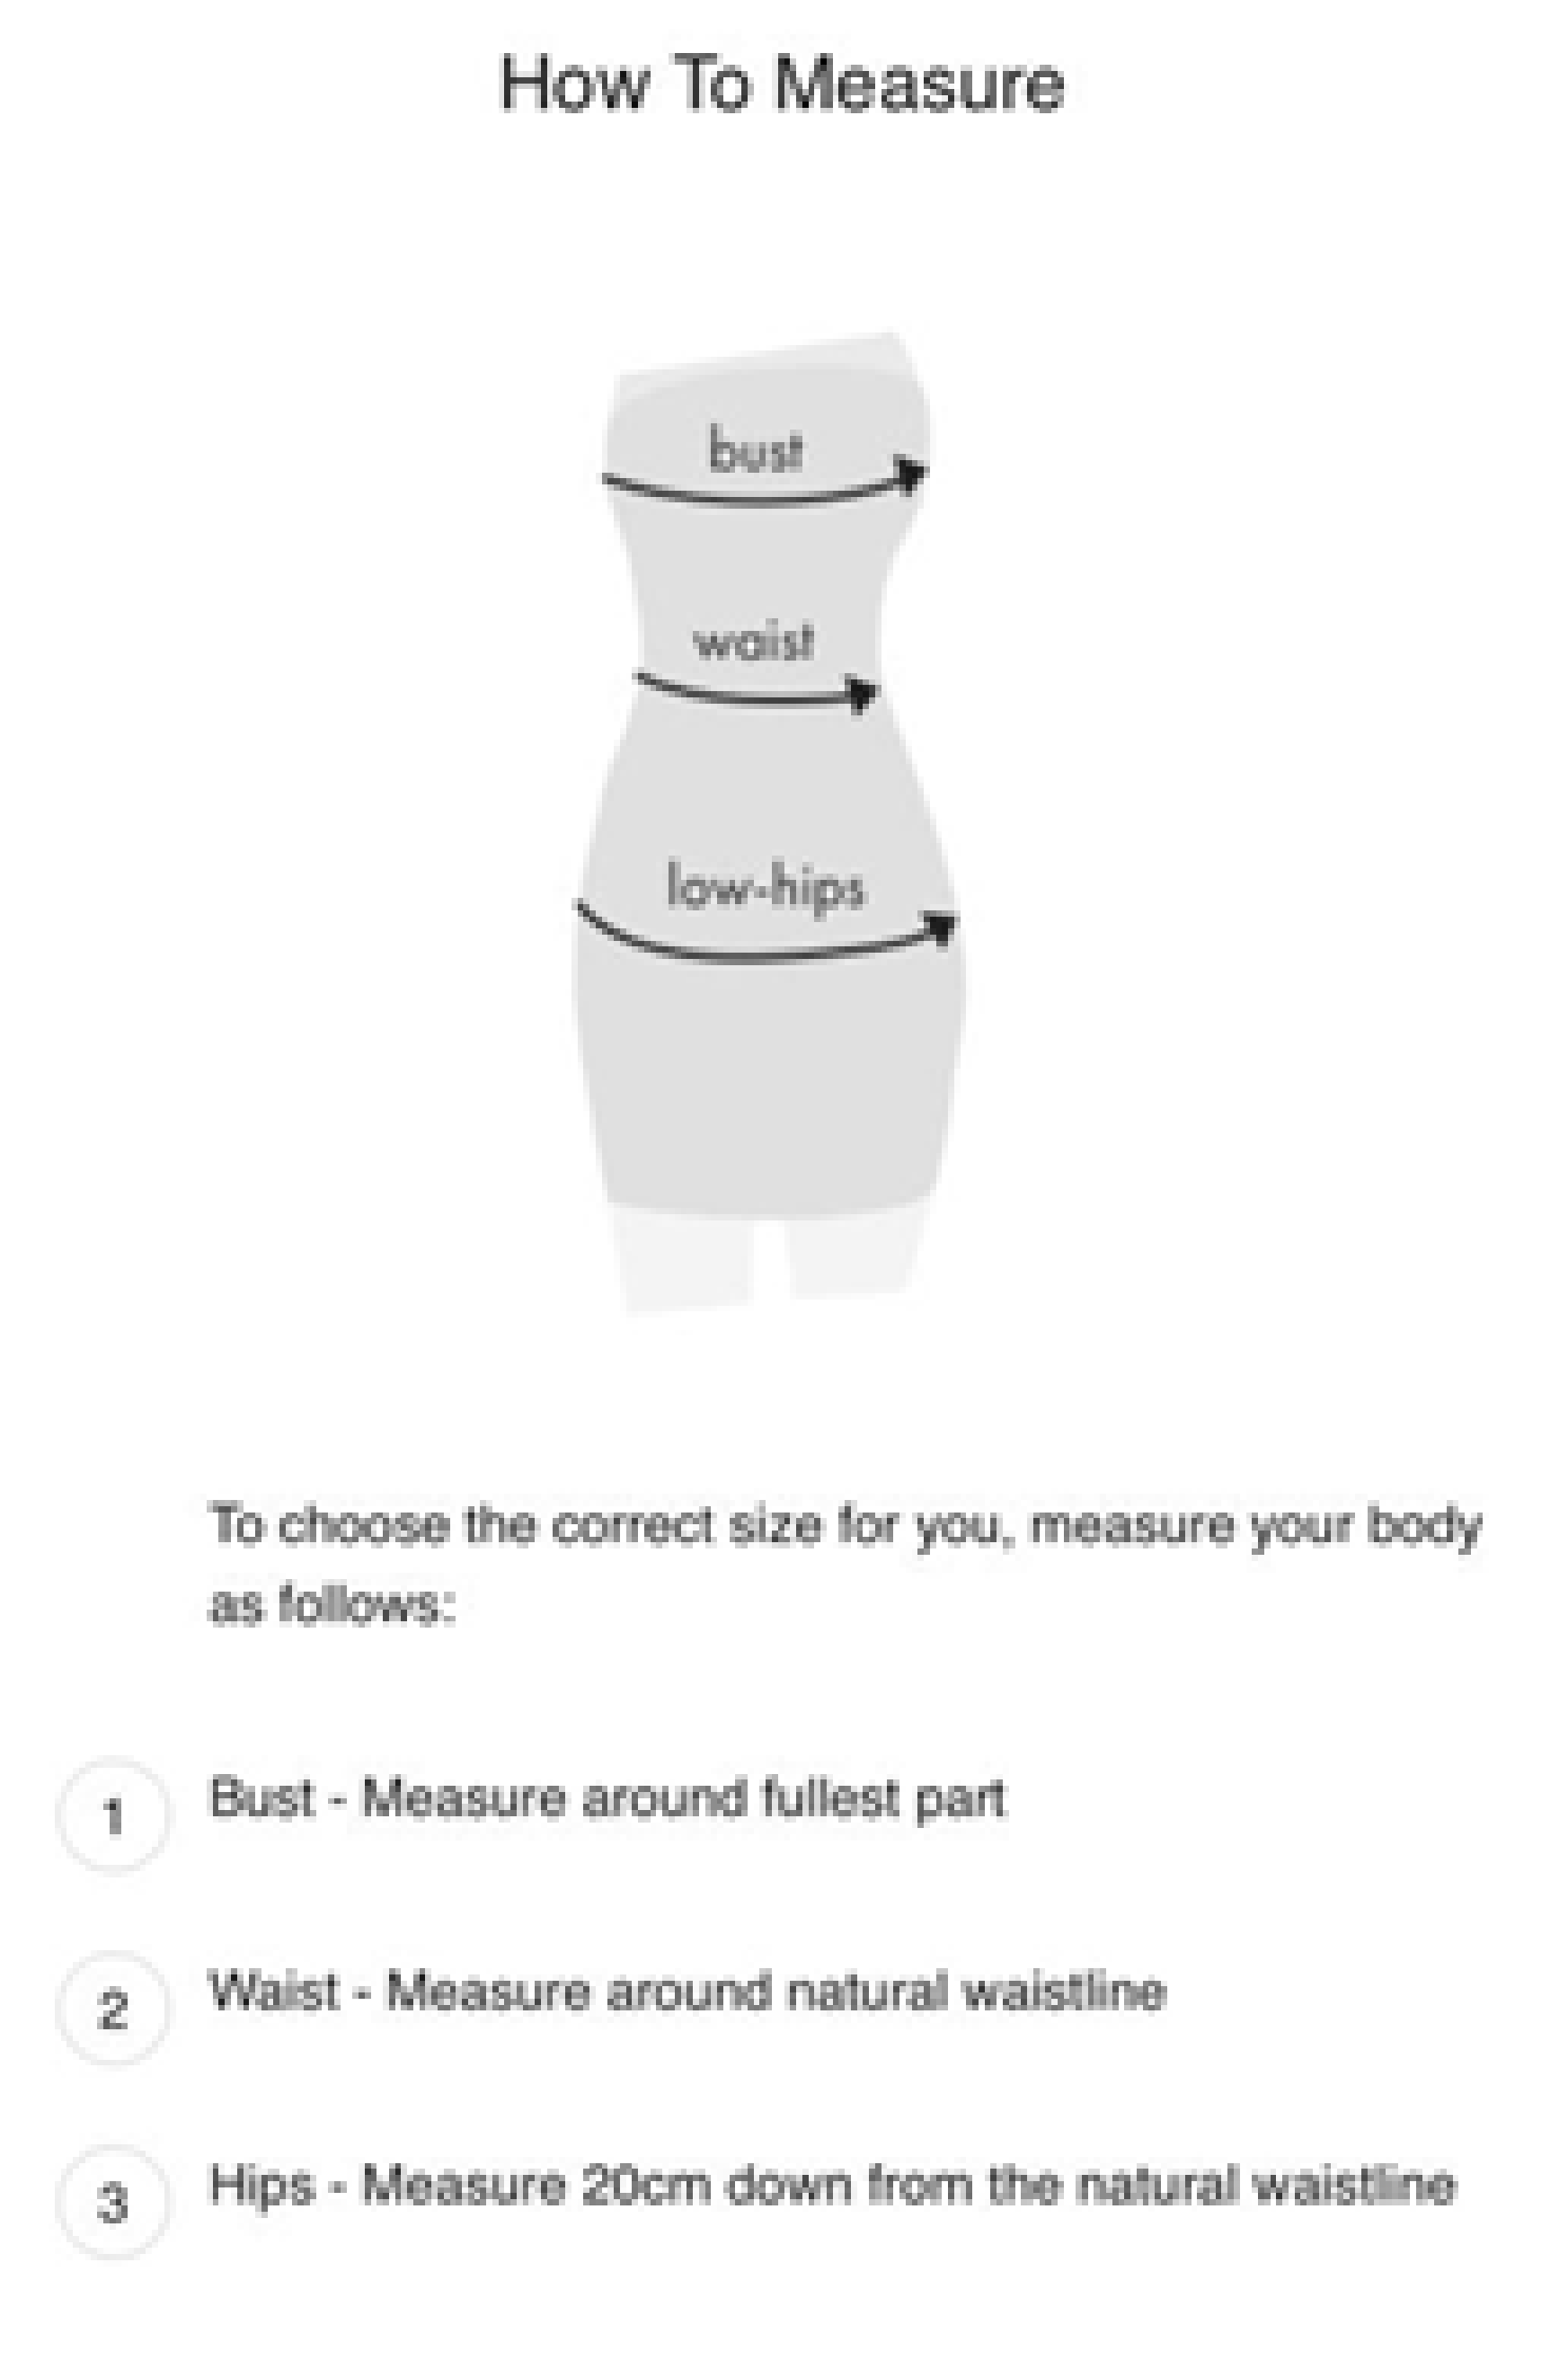 How To Measure
bust
waist
low-hips
To choose the correct size for you, measure your body
as follows:
1 Bust - Measure around fullest part
2 Waist - Measure around natural waistline
3 Hips - Measure 20cm down from the natural waistline